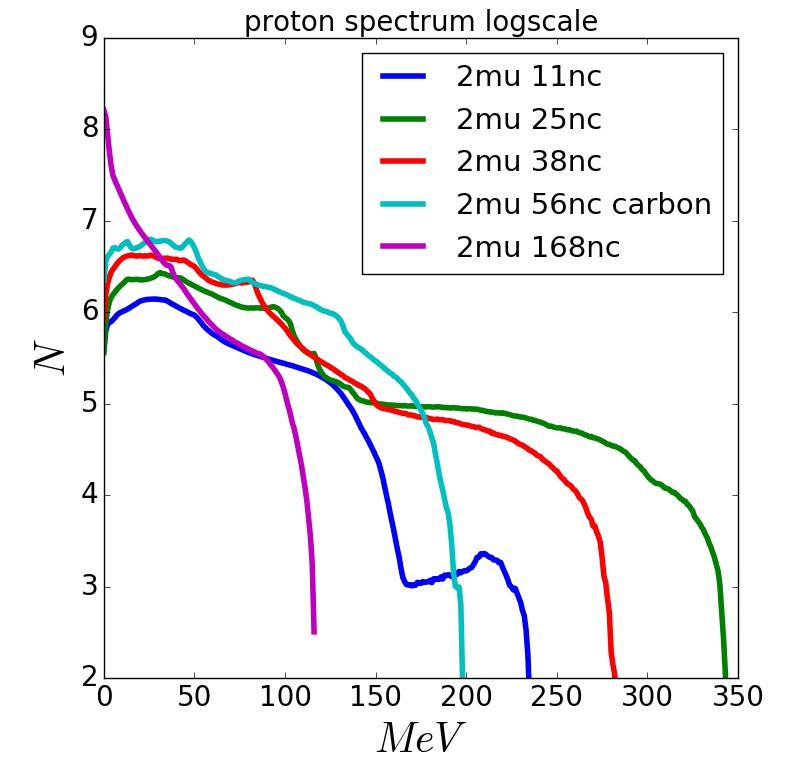 proton spectrum logscale
9
8
7
6
5
4
3
2
N
2mu 11nc
2mu 25nc
2mu 38nc
2mu 56nc carbon
2mu 168nc
0 50 100 150 200 250 300 350
MeV